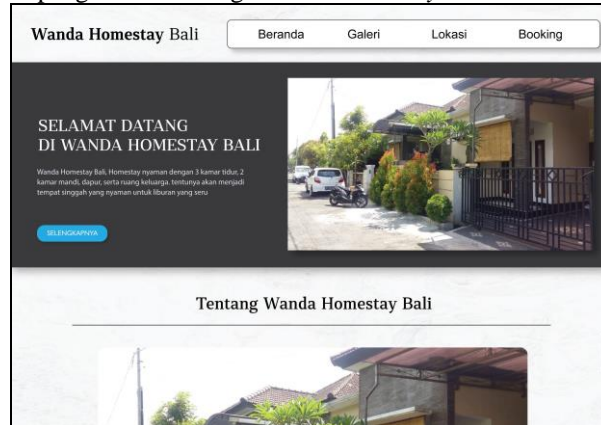 Wanda Homestay Bali
Beranda Galeri Lokasi Booking
SELAMAT DATANG
DI WANDA HOMESTAY BALI
Wanda Homestay Bali, Homestay nyaman dengan 3 kamar tidur, 2
kamar mandi, dapur, serta ruang keluarga. tentunya akan menjadi
tempat singgah yang nyaman untuk liburan yang seru
SELENGKAPNYA
Tentang Wanda Homestay Bali